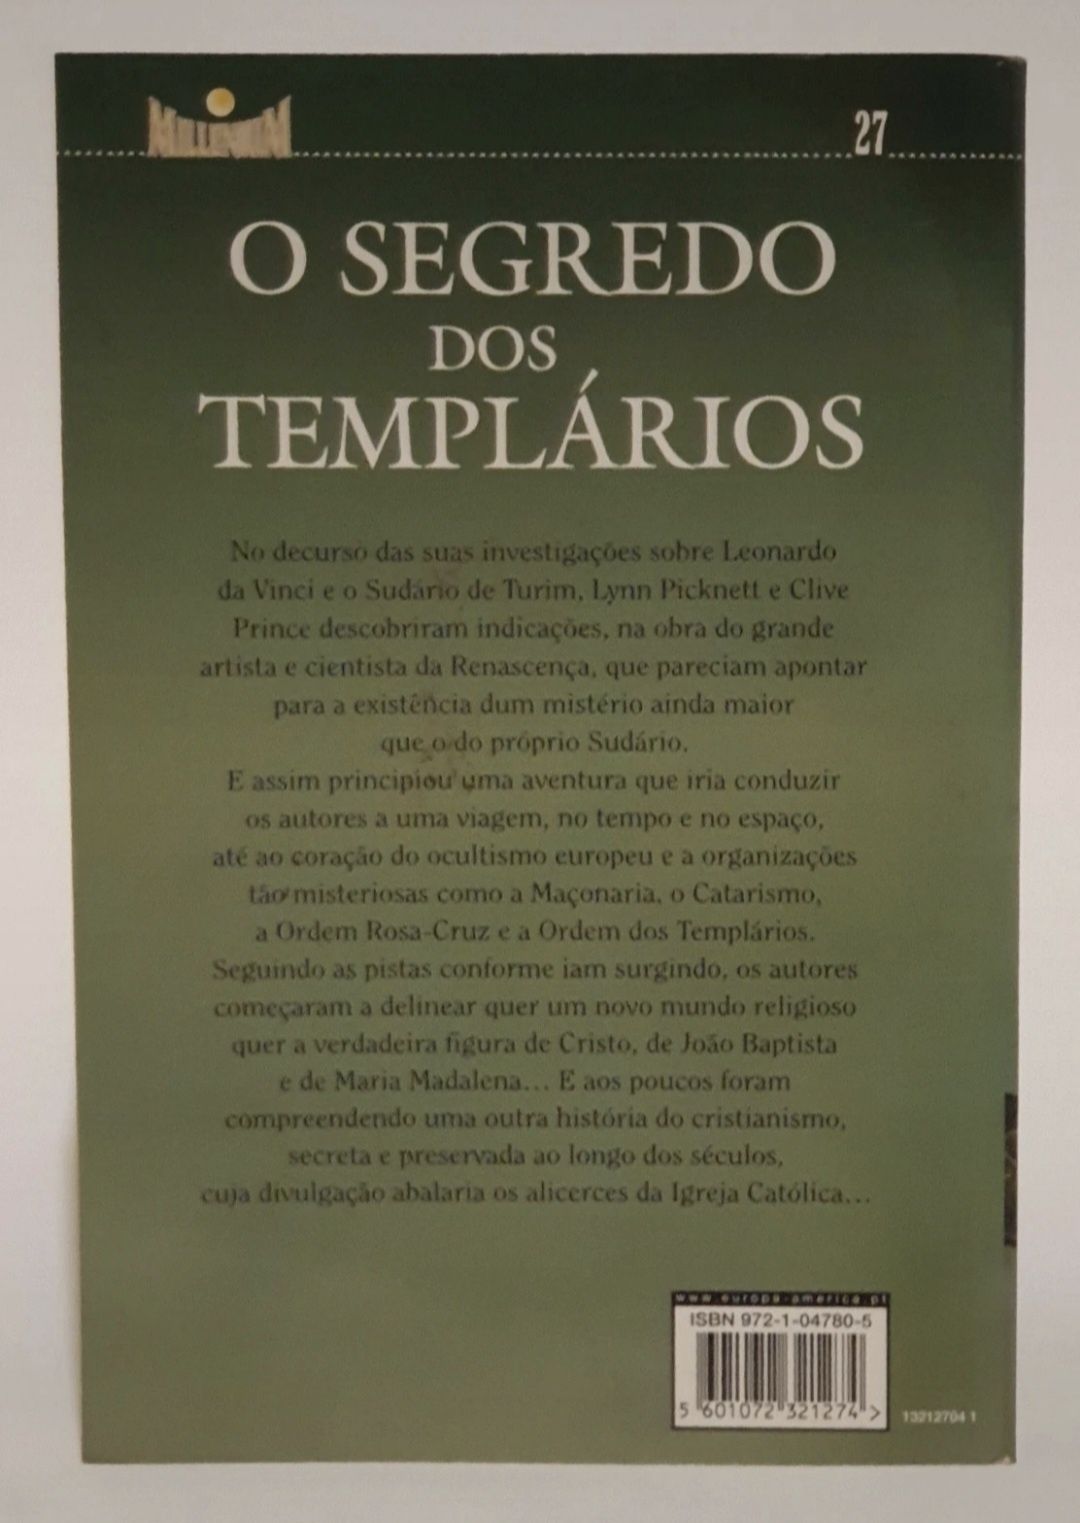 MILLENIUM
27
O SEGREDO
DOS
TEMPLÁRIOS
No decurso das suas investigações sobre Leonardo
da Vinci e o Sudário de Turim, Lynn Picknett e Clive
Prince descobriram indicações, na obra do grande
artista e cientista da Renascença, que pareciam apontar
para a existência dum mistério ainda maior
que o do próprio Sudário.
E assim principiou uma aventura que iria conduzir
os autores a uma viagem, no tempo e no espaço,
até ao coração do ocultismo europeu e a organizações
tão misteriosas como a Maçonaria, o Catarismo,
a Ordem Rosa-Cruz e a Ordem dos Templários.
Seguindo as pistas conforme iam surgindo, os autores
começaram a delinear quer um novo mundo religioso
quer a verdadeira figura de Cristo, de João Baptista
e de Maria Madalena... E aos poucos foram
compreendendo uma outra história do cristianismo,
secreta e preservada ao longo dos séculos,
cuja divulgação abalaria os alicerces da Igreja Católica...
www.europa-america.pt
ISBN 972-1-04780-5
5 601072 321274 >
13212704 1